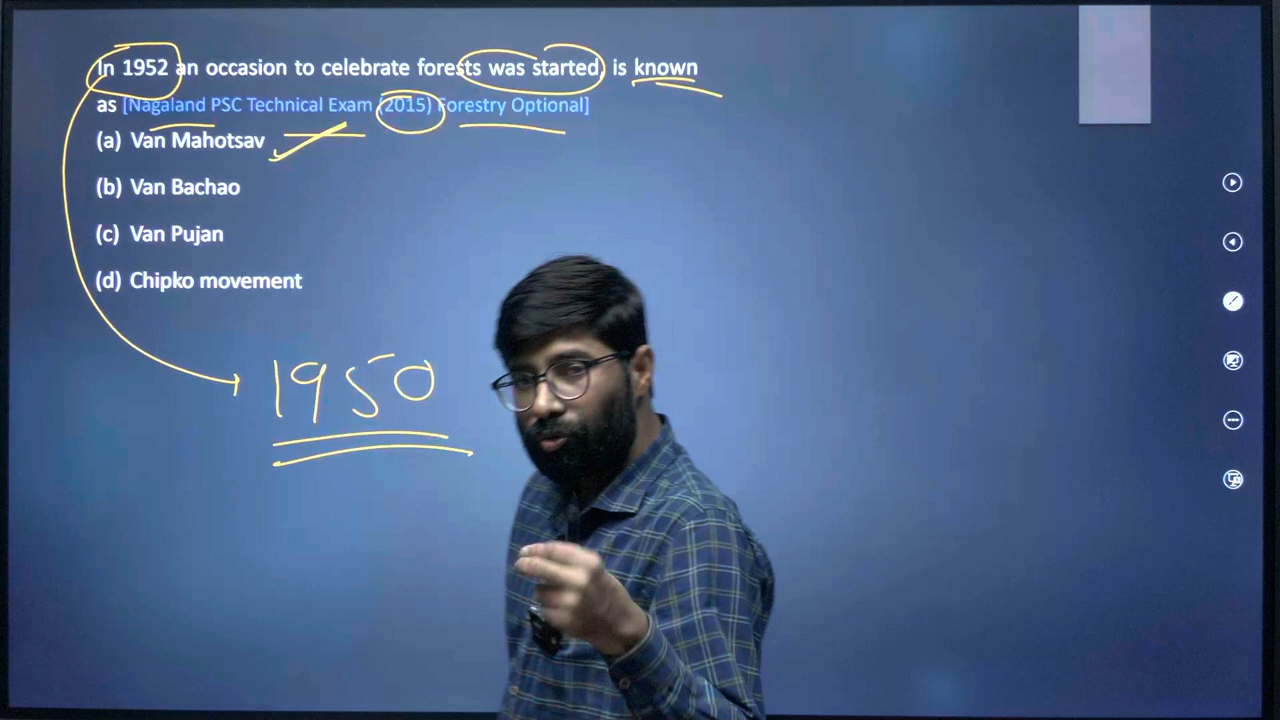 In 1952 an occasion to celebrate forests was started, is known
as [Nagaland PSC Technical Exam (2015) Forestry Optional]
(a) Van Mahotsav
(b) Van Bachao
(c) Van Pujan
(d) Chipko movement
1950